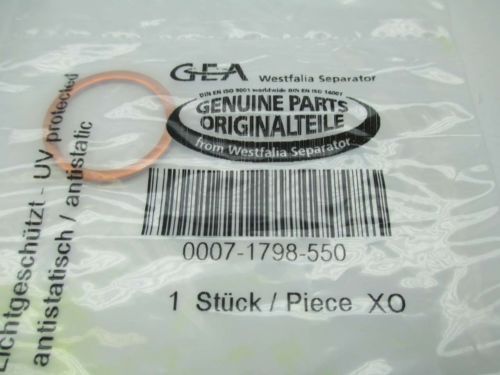 GEA Westfalia Separator
DIN EN ISO 9001 worldwide DIN EN ISO 14001
GENUINE PARTS
ORIGINALTEILE
from Westfalia Separator
0007-1798-550
1 Stück / Piece XO
Lichtgeschützt - UV protected
antistatisch / antistatic